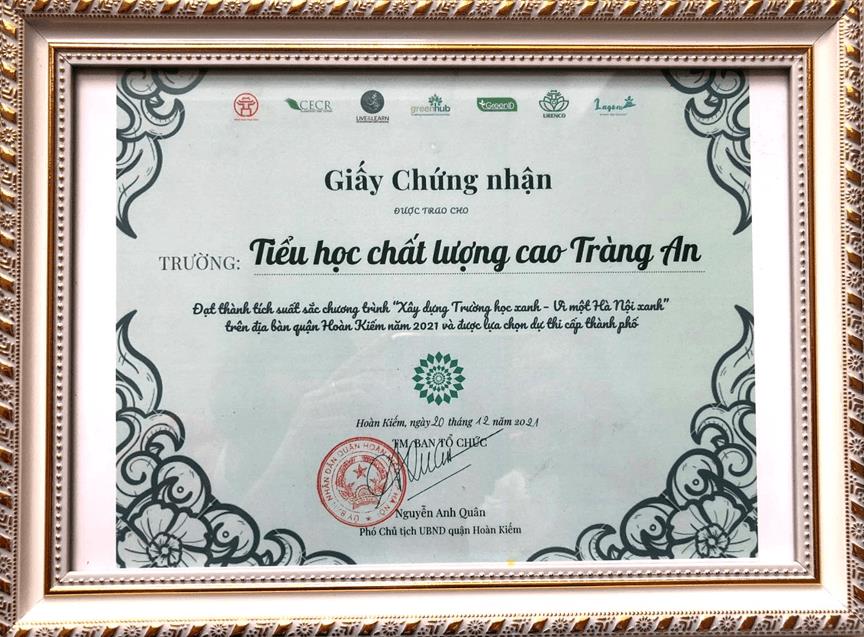 CECR
LIVE&LEARN
greenhub
GreenID
URENCO
Lagom
Giấy Chứng nhận
ĐƯỢC TRAO CHO
TRƯỜNG: Tiểu học chất lượng cao Tràng An
Đạt thành tích suất sắc chương trình "Xây dựng Trường học xanh - Vì một Hà Nội xanh"
trên địa bàn quận Hoàn Kiếm năm 2021 và được lựa chọn dự thi cấp thành phố
Hoàn Kiếm, ngày 20 tháng 12 năm 2021
TM. BAN TỔ CHỨC
Nguyễn Anh Quân
Phó Chủ tịch UBND quận Hoàn Kiếm